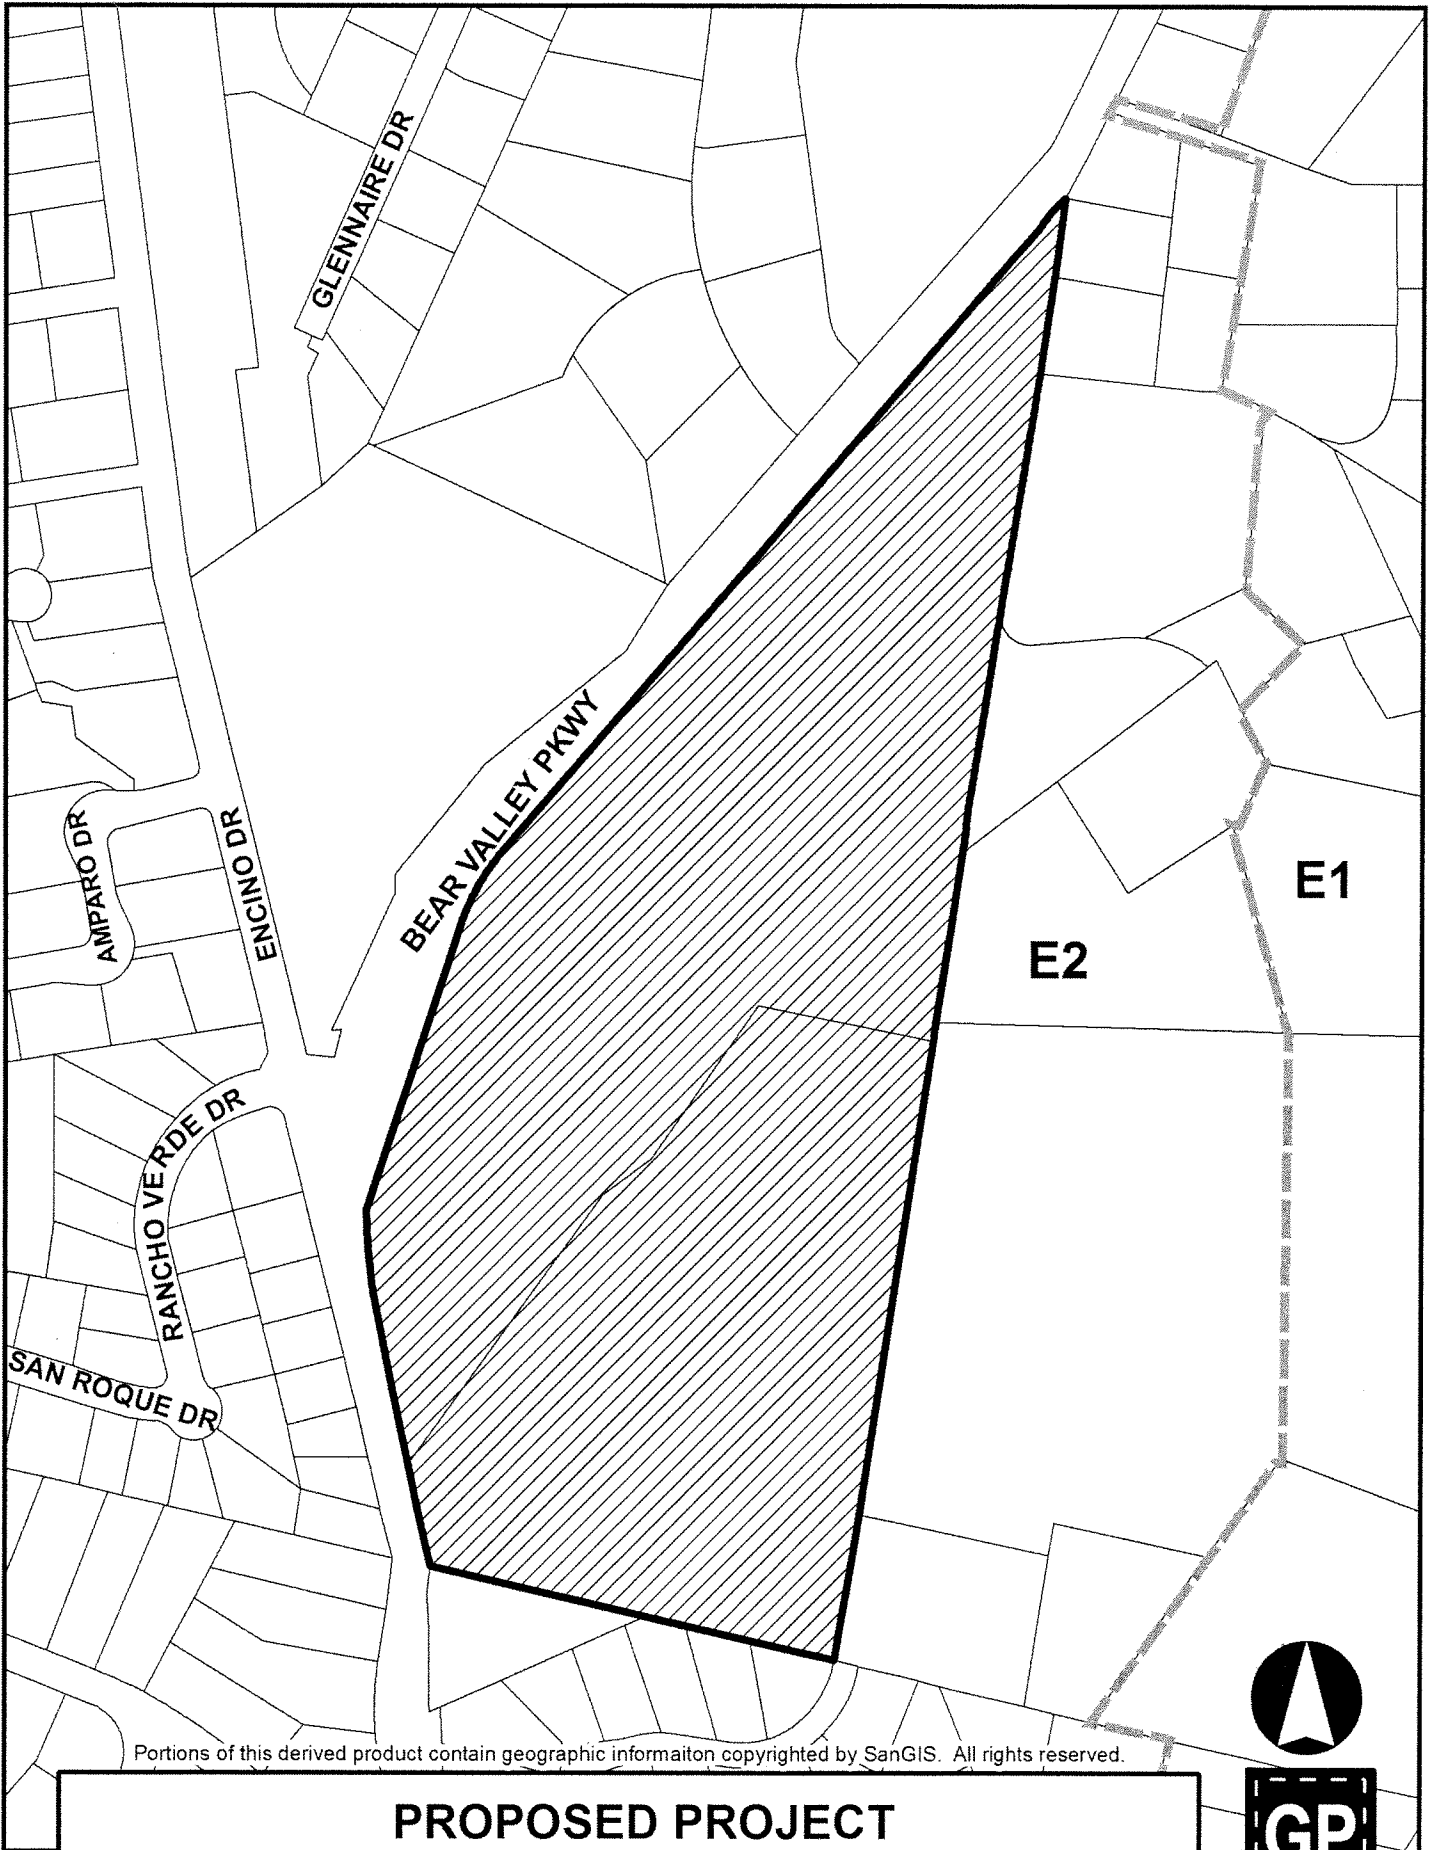 GLENNAIRE DR
BEAR VALLEY PKWY
AMPARO DR
ENCINO DR
E1
E2
RANCHO VERDE DR
SAN ROQUE DR
Portions of this derived product contain geographic informaiton copyrighted by SanGIS. All rights reserved.
PROPOSED PROJECT
GP